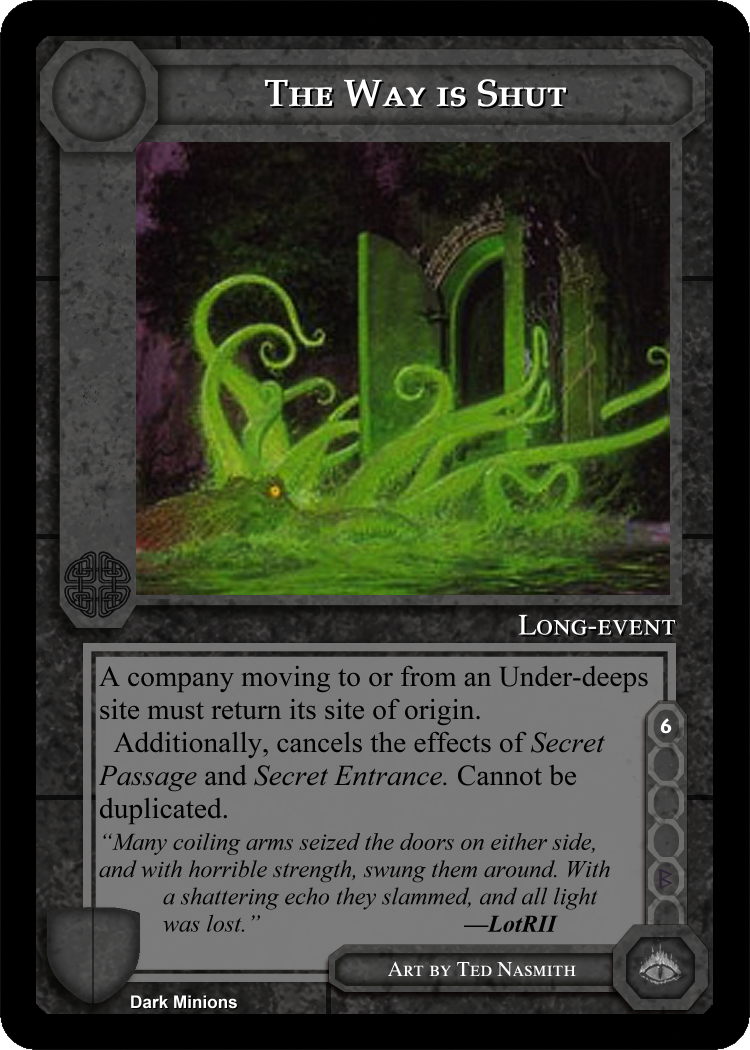 The Way is Shut
Long-event
A company moving to or from an Under-deeps
site must return its site of origin.
Additionally, cancels the effects of Secret
Passage and Secret Entrance. Cannot be
duplicated.
6
“Many coiling arms seized the doors on either side,
and with horrible strength, swung them around. With
a shattering echo they slammed, and all light
was lost.” —LotRII
B
Art by Ted Nasmith
Dark Minions